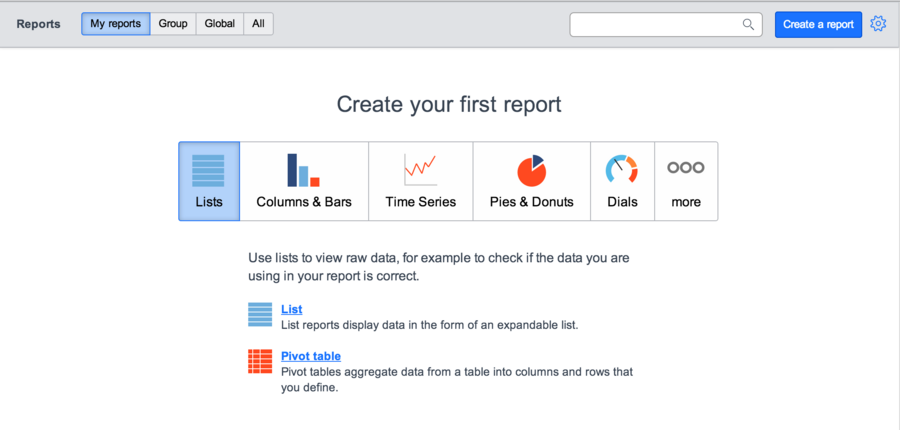 Reports My reports Group Global All Create a report
Create your first report
Lists Columns & Bars Time Series Pies & Donuts Dials more
Use lists to view raw data, for example to check if the data you are
using in your report is correct.
List
List reports display data in the form of an expandable list.
Pivot table
Pivot tables aggregate data from a table into columns and rows that
you define.